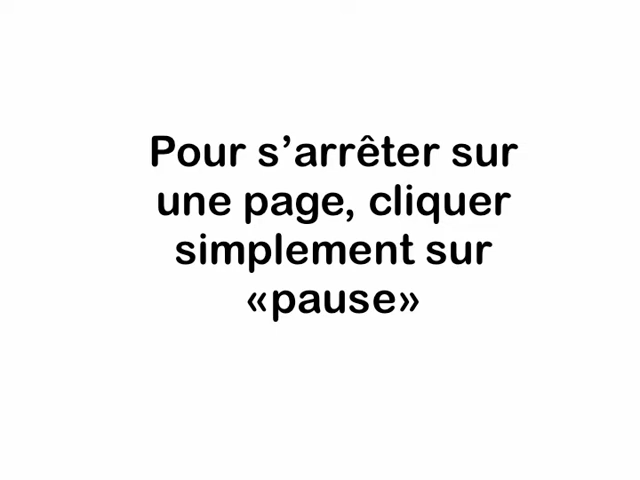 Pour s’arrêter sur
une page, cliquer
simplement sur
«pause»